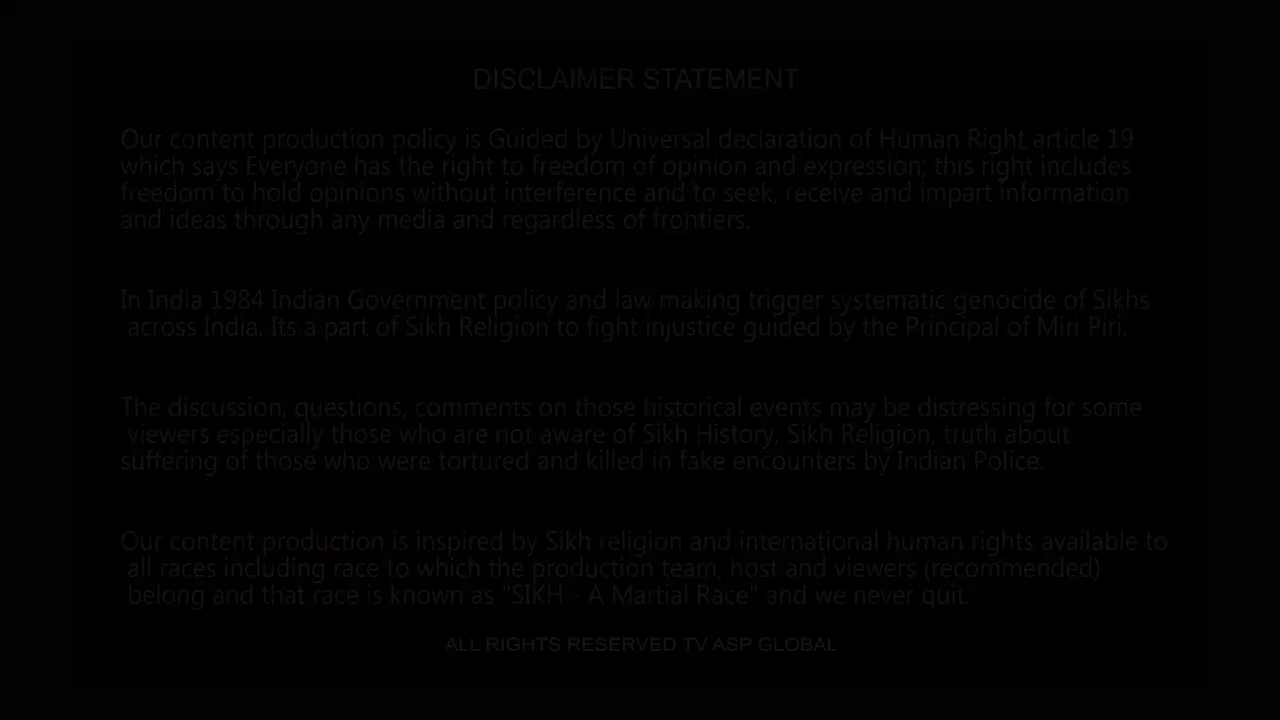 DISCLAIMER STATEMENT
Our content production policy is Guided by Universal declaration of Human Right article 19
which says Everyone has the right to freedom of opinion and expression; this right includes
freedom to hold opinions without interference and to seek, receive and impart information
and ideas through any media and regardless of frontiers.
In India 1984 Indian Government policy and law making trigger systematic genocide of Sikhs
across India. Its a part of Sikh Religion to fight injustice guided by the Principal of Miri Piri.
The discussion, questions, comments on those historical events may be distressing for some
viewers especially those who are not aware of Sikh History, Sikh Religion, truth about
suffering of those who were tortured and killed in fake encounters by Indian Police.
Our content production is inspired by Sikh religion and international human rights available to
all races including race to which the production team, host and viewers (recommended)
belong and that race is known as "SIKH - A Martial Race" and we never quit.
ALL RIGHTS RESERVED TV ASP GLOBAL